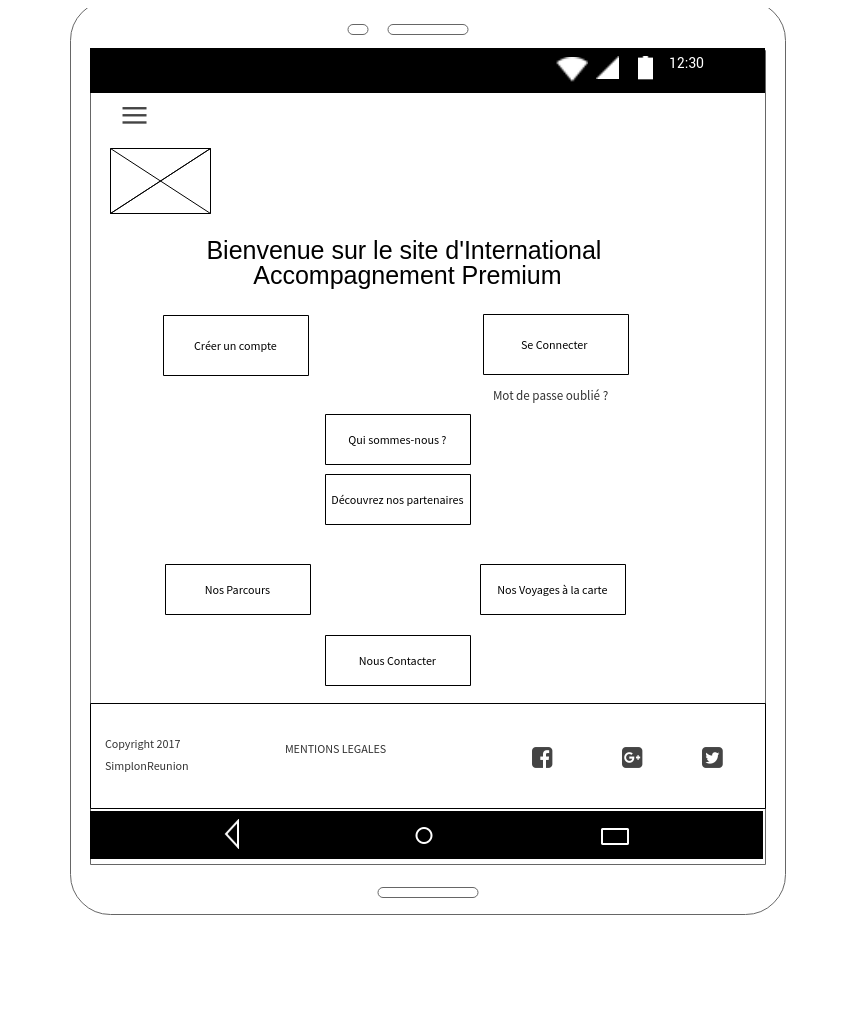 12:30
Bienvenue sur le site d'International
Accompagnement Premium
Créer un compte
Se Connecter
Mot de passe oublié ?
Qui sommes-nous ?
Découvrez nos partenaires
Nos Parcours
Nos Voyages à la carte
Nous Contacter
Copyright 2017
SimplonReunion
MENTIONS LEGALES